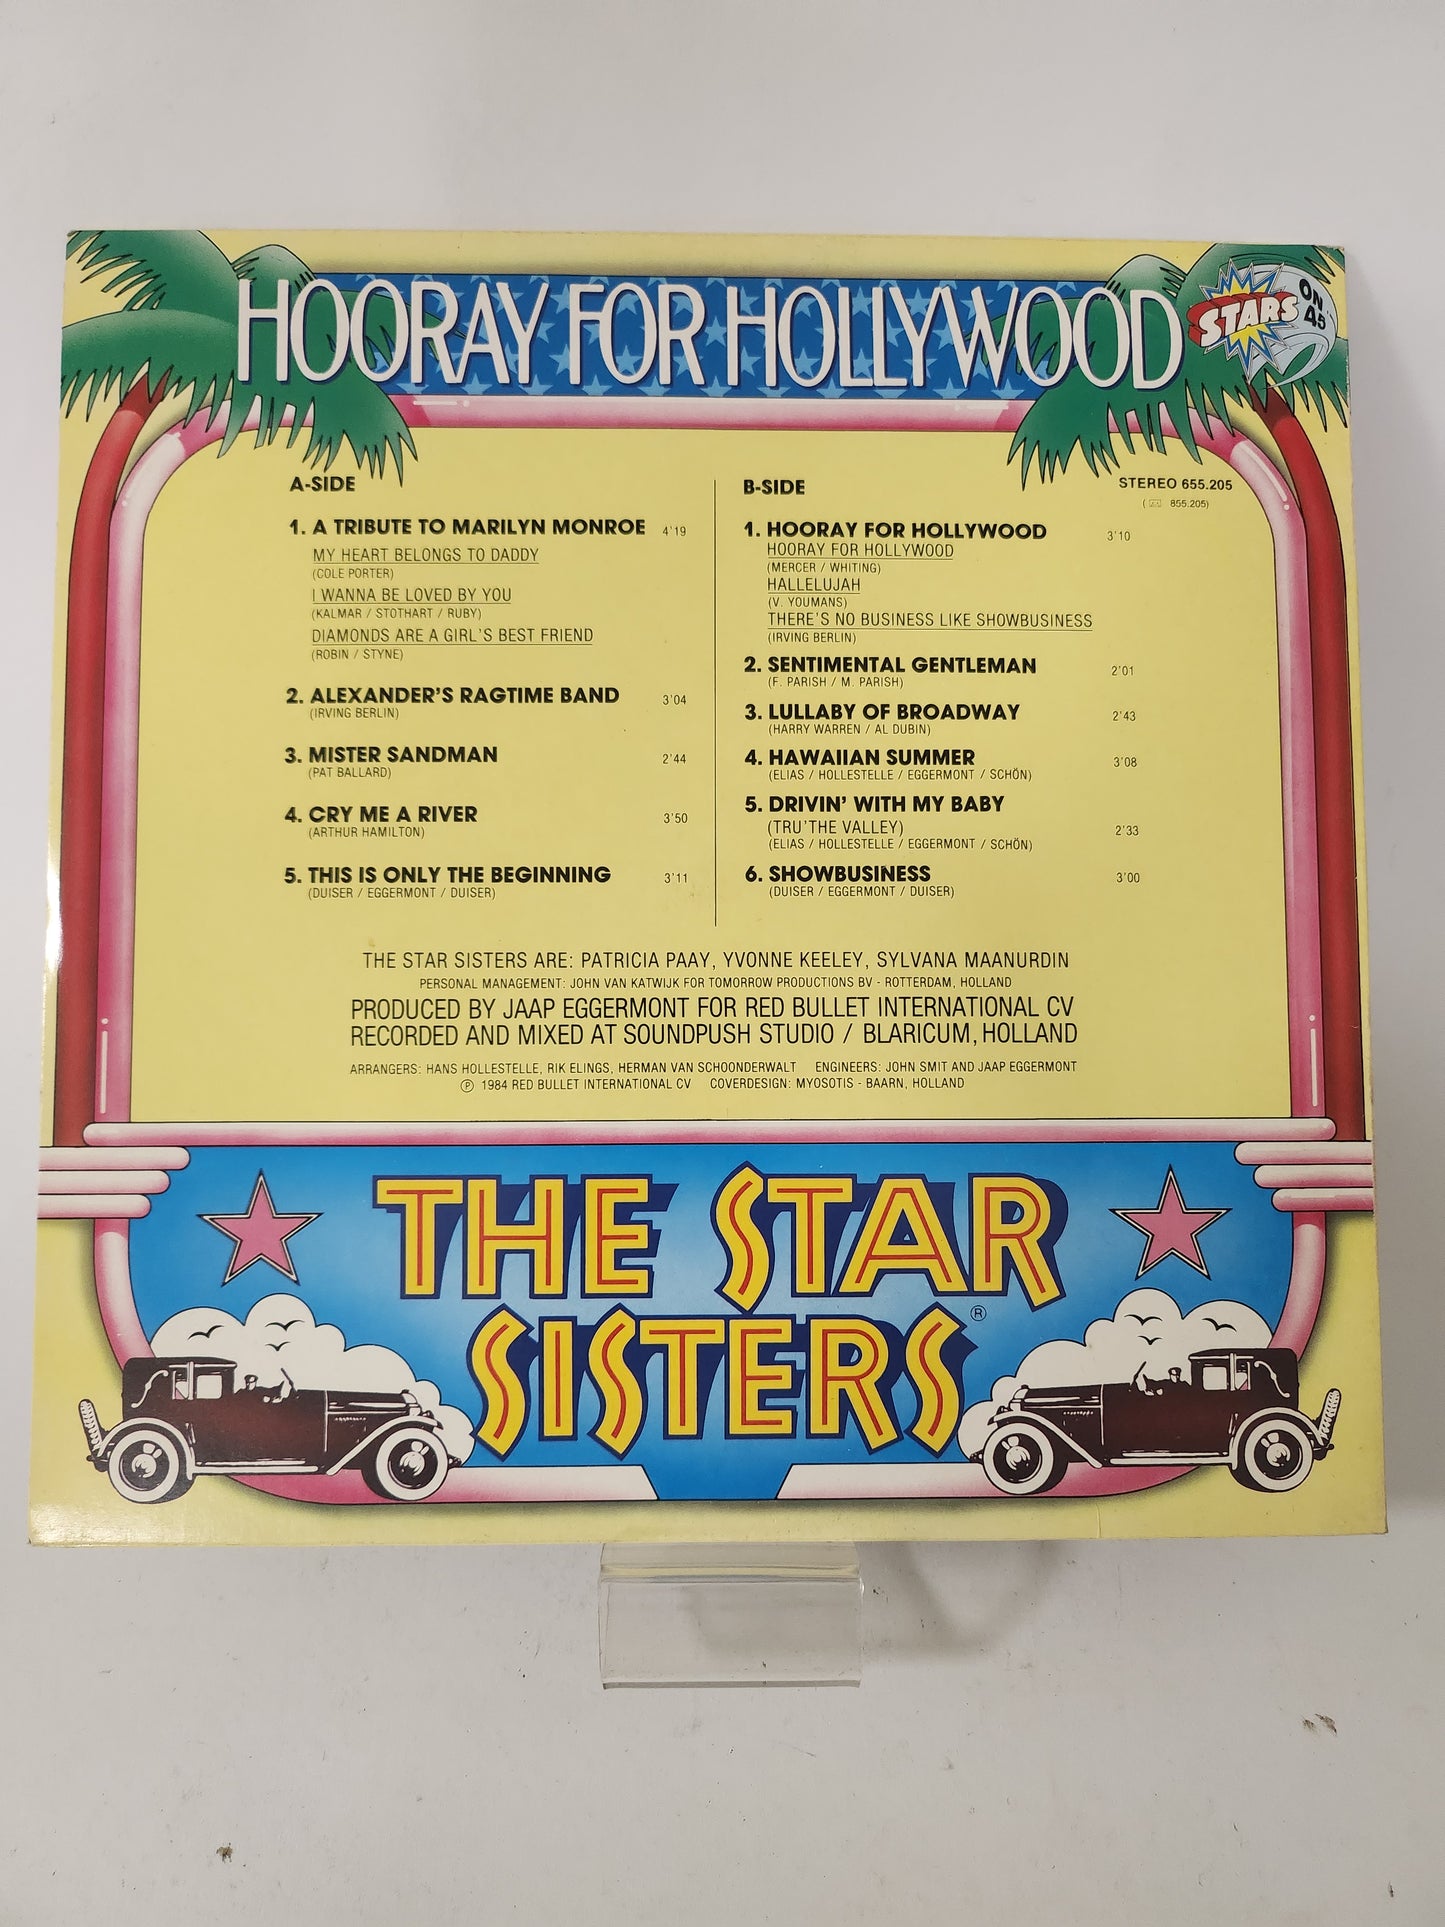 HOORAY FOR HOLLYWOOD
STARS ON 45
A-SIDE
1. A TRIBUTE TO MARILYN MONROE 4'19
MY HEART BELONGS TO DADDY
(COLE PORTER)
I WANNA BE LOVED BY YOU
(KALMAR / STOTHART / RUBY)
DIAMONDS ARE A GIRL'S BEST FRIEND
(ROBIN / STYNE)
2. ALEXANDER'S RAGTIME BAND 3'04
(IRVING BERLIN)
3. MISTER SANDMAN 2'44
(PAT BALLARD)
4. CRY ME A RIVER 3'50
(ARTHUR HAMILTON)
5. THIS IS ONLY THE BEGINNING 3'11
(DUISER / EGGERMONT / DUISER)
B-SIDE
STEREO 655.205
( 855.205)
1. HOORAY FOR HOLLYWOOD 3'10
HOORAY FOR HOLLYWOOD
(MERCER / WHITING)
HALLELUJAH
(V. YOUMANS)
THERE'S NO BUSINESS LIKE SHOWBUSINESS
(IRVING BERLIN)
2. SENTIMENTAL GENTLEMAN 2'01
(F. PARISH / M. PARISH)
3. LULLABY OF BROADWAY 2'43
(HARRY WARREN / AL DUBIN)
4. HAWAIIAN SUMMER 3'08
(ELIAS / HOLLESTELLE / EGGERMONT / SCHÖN)
5. DRIVIN' WITH MY BABY
(TRU'THE VALLEY) 2'33
(ELIAS / HOLLESTELLE / EGGERMONT / SCHÖN)
6. SHOWBUSINESS 3'00
(DUISER / EGGERMONT / DUISER)
THE STAR SISTERS ARE: PATRICIA PAAY, YVONNE KEELEY, SYLVANA MAANURDIN
PERSONAL MANAGEMENT: JOHN VAN KATWIJK FOR TOMORROW PRODUCTIONS BV - ROTTERDAM, HOLLAND
PRODUCED BY JAAP EGGERMONT FOR RED BULLET INTERNATIONAL CV
RECORDED AND MIXED AT SOUNDPUSH STUDIO / BLARICUM, HOLLAND
ARRANGERS: HANS HOLLESTELLE, RIK ELINGS, HERMAN VAN SCHOONDERWALT ENGINEERS: JOHN SMIT AND JAAP EGGERMONT
℗ 1984 RED BULLET INTERNATIONAL CV COVERDESIGN: MYOSOTIS - BAARN, HOLLAND
THE STAR
SISTERS®